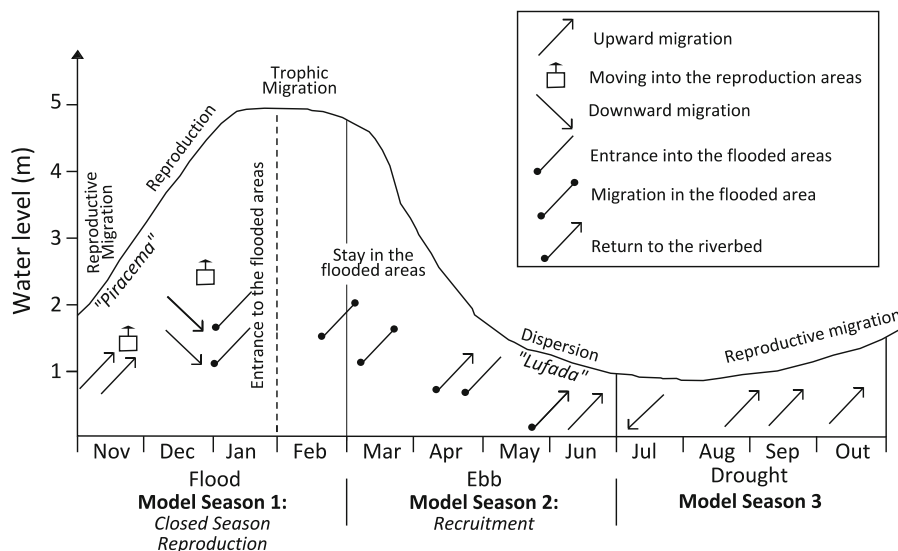 Water level (m)
5
4
3
2
1
Reproductive
Migration
"Piracema"
Reproduction
Trophic
Migration
Entrance to the flooded areas
Stay in the
flooded areas
Dispersion
"Lufada"
Reproductive migration
Upward migration
Moving into the reproduction areas
Downward migration
Entrance into the flooded areas
Migration in the flooded area
Return to the riverbed
Nov Dec Jan Feb Mar Apr May Jun Jul Aug Sep Out
Flood
Model Season 1:
Closed Season
Reproduction
Ebb
Model Season 2:
Recruitment
Drought
Model Season 3